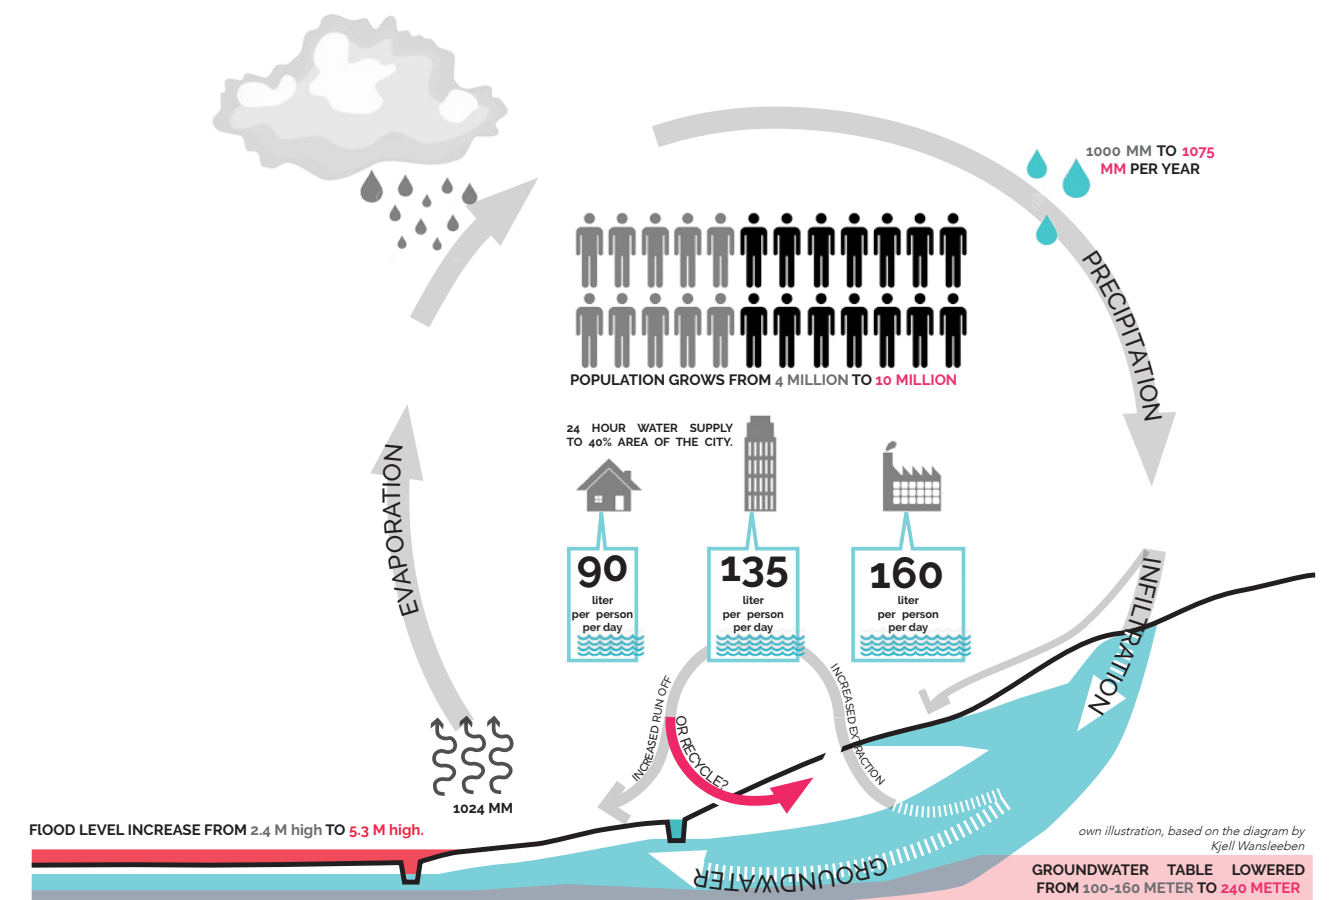 1000 MM TO 1075
MM PER YEAR
PRECIPITATION
POPULATION GROWS FROM 4 MILLION TO 10 MILLION
24 HOUR WATER SUPPLY
TO 40% AREA OF THE CITY.
EVAPORATION
90
liter
per person
per day
135
liter
per person
per day
160
liter
per person
per day
INFILTRATION
INCREASED RUN OFF
OR RECYCLE?
INCREASED EXTRACTION
1024 MM
FlOOD LEVEL INCREASE FROM 2.4 M high TO 5.3 M high.
own illustration, based on the diagram by
Kjell Wansleeben
GROUNDWATER
GROUNDWATER TABLE LOWERED
FROM 100-160 METER TO 240 METER